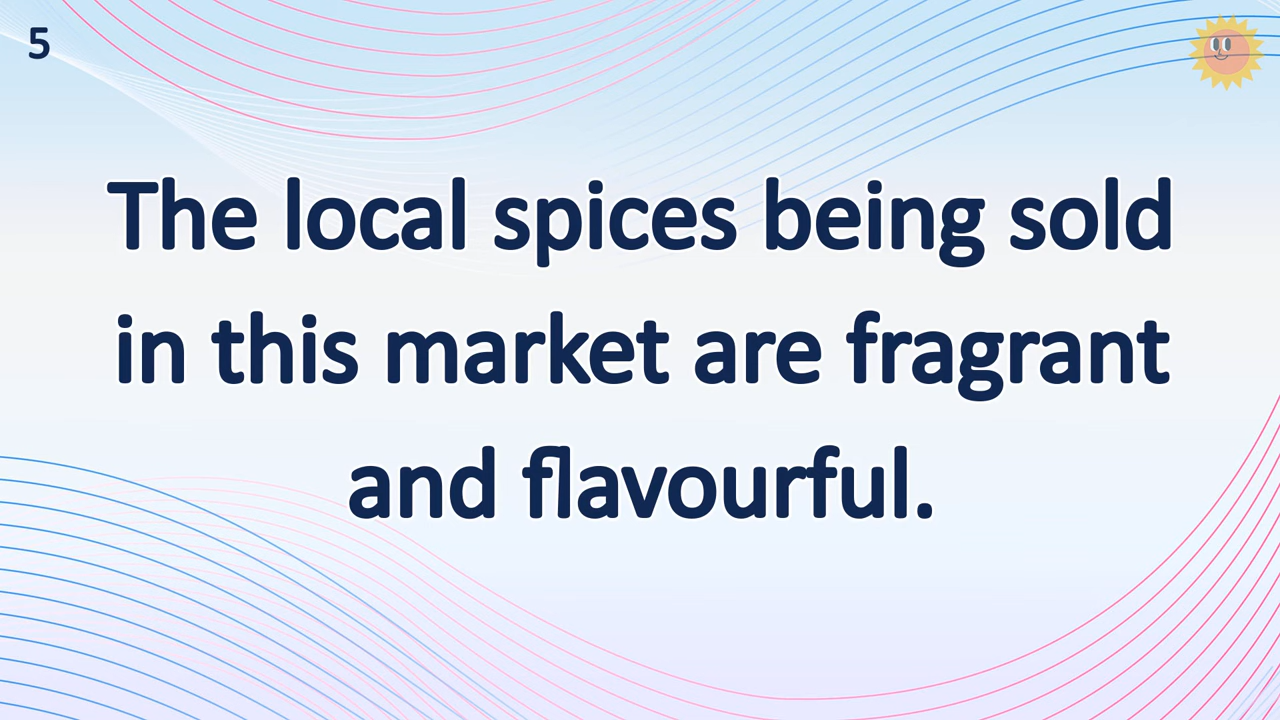 5
The local spices being sold
in this market are fragrant
and flavourful.